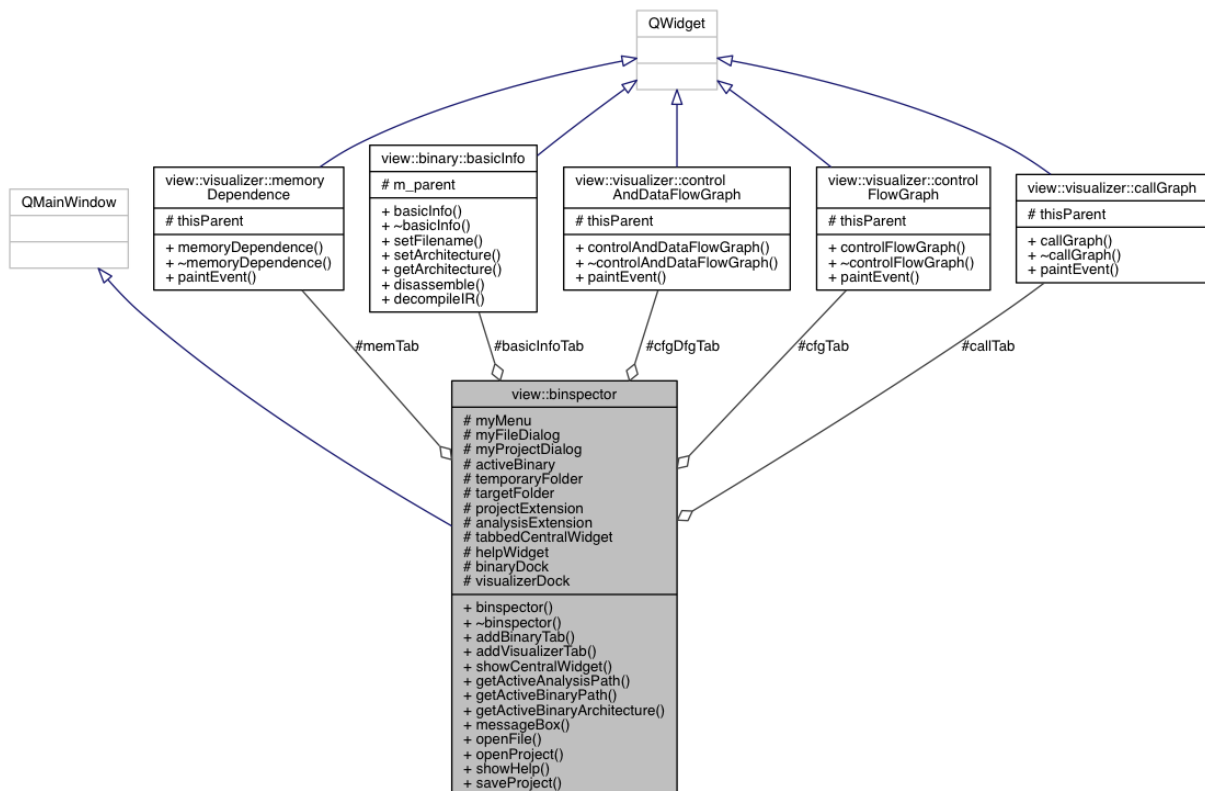 QWidget
view::binary::basicInfo
# m_parent
+ basicInfo()
+ ~basicInfo()
+ setFilename()
+ setArchitecture()
+ getArchitecture()
+ disassemble()
+ decompileIR()
view::visualizer::memory
Dependence
# thisParent
+ memoryDependence()
+ ~memoryDependence()
+ paintEvent()
view::visualizer::control
AndDataFlowGraph
# thisParent
+ controlAndDataFlowGraph()
+ ~controlAndDataFlowGraph()
+ paintEvent()
view::visualizer::control
FlowGraph
# thisParent
+ controlFlowGraph()
+ ~controlFlowGraph()
+ paintEvent()
view::visualizer::callGraph
# thisParent
+ callGraph()
+ ~callGraph()
+ paintEvent()
QMainWindow
#memTab
#basicInfoTab
#cfgDfgTab
#cfgTab
#callTab
view::binspector
# myMenu
# myFileDialog
# myProjectDialog
# activeBinary
# temporaryFolder
# targetFolder
# projectExtension
# analysisExtension
# tabbedCentralWidget
# helpWidget
# binaryDock
# visualizerDock
+ binspector()
+ ~binspector()
+ addBinaryTab()
+ addVisualizerTab()
+ showCentralWidget()
+ getActiveAnalysisPath()
+ getActiveBinaryPath()
+ getActiveBinaryArchitecture()
+ messageBox()
+ openFile()
+ openProject()
+ showHelp()
+ saveProject()